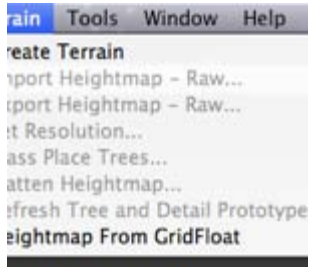 rain Tools Window Help
reate Terrain
nport Heightmap – Raw...
xport Heightmap – Raw...
et Resolution...
ass Place Trees...
atten Heightmap...
efresh Tree and Detail Prototype
eightmap From GridFloat